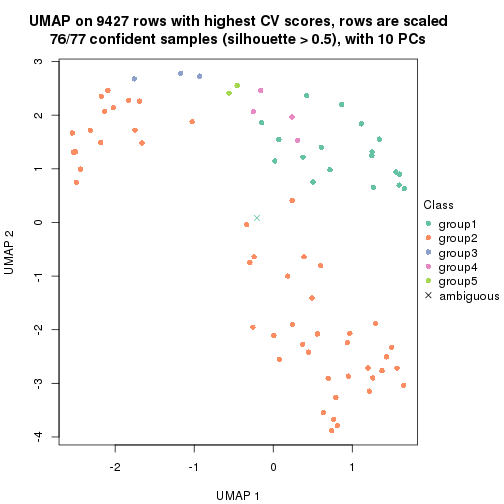 UMAP on 9427 rows with highest CV scores, rows are scaled
76/77 confident samples (silhouette > 0.5), with 10 PCs
3
2
1
0
-1
-2
-3
-4
UMAP 2
-2
-1
0
1
UMAP 1
Class
group1
group2
group3
group4
group5
ambiguous